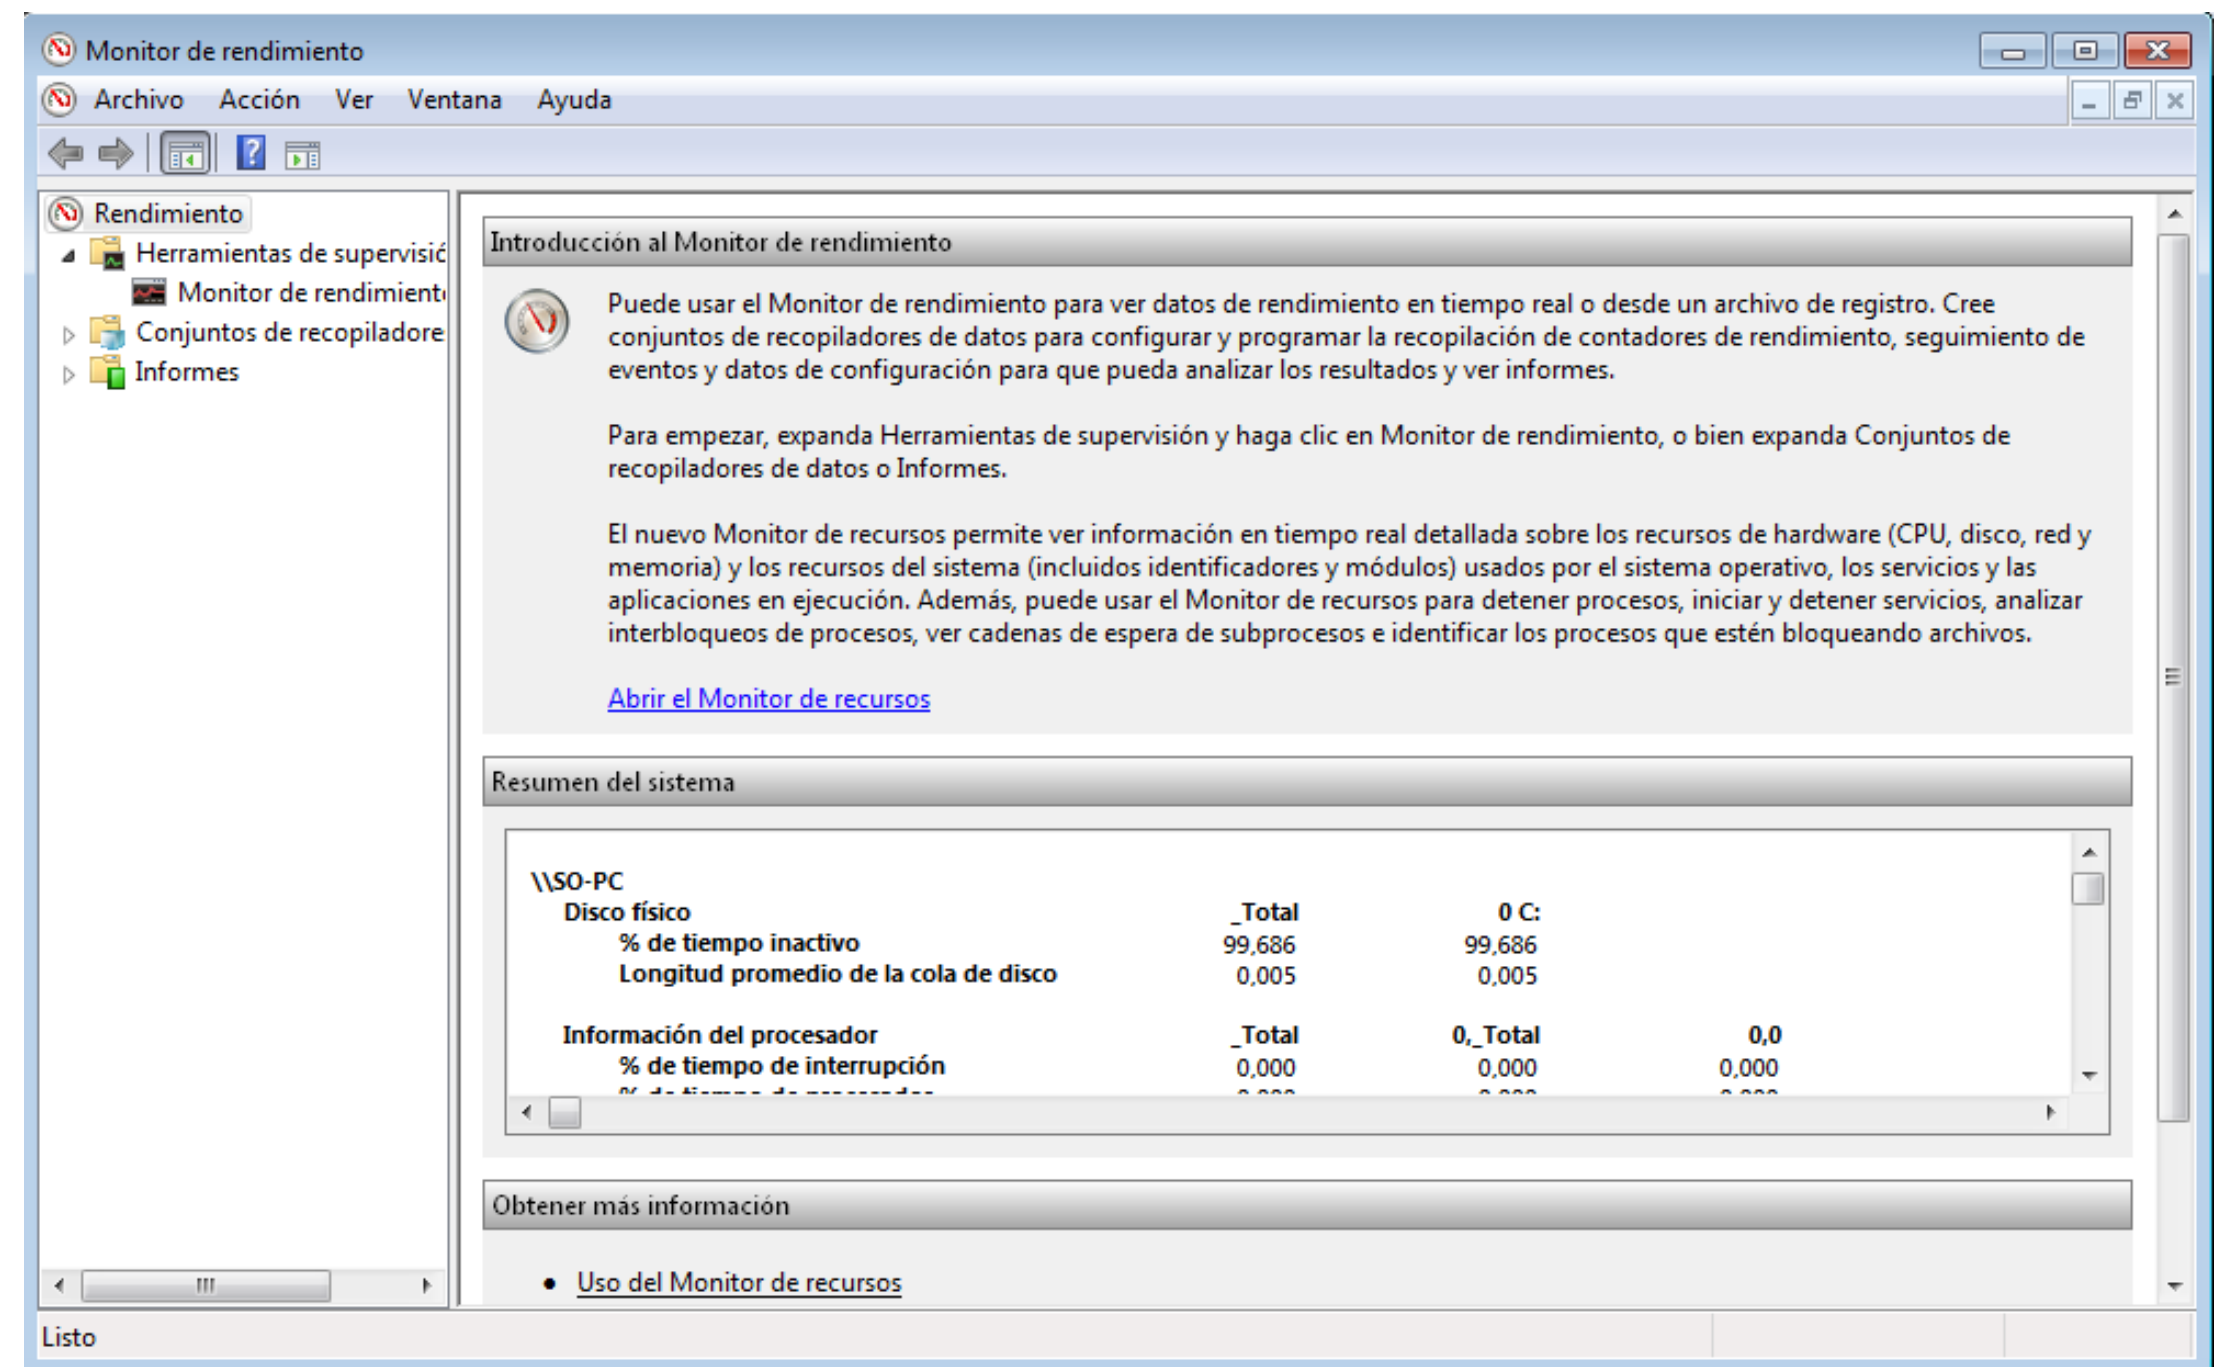 Monitor de rendimiento
Archivo Acción Ver Ventana Ayuda
Rendimiento
Herramientas de supervisió
Monitor de rendimient
Conjuntos de recopiladore
Informes
Introducción al Monitor de rendimiento
Puede usar el Monitor de rendimiento para ver datos de rendimiento en tiempo real o desde un archivo de registro. Cree
conjuntos de recopiladores de datos para configurar y programar la recopilación de contadores de rendimiento, seguimiento de
eventos y datos de configuración para que pueda analizar los resultados y ver informes.
Para empezar, expanda Herramientas de supervisión y haga clic en Monitor de rendimiento, o bien expanda Conjuntos de
recopiladores de datos o Informes.
El nuevo Monitor de recursos permite ver información en tiempo real detallada sobre los recursos de hardware (CPU, disco, red y
memoria) y los recursos del sistema (incluidos identificadores y módulos) usados por el sistema operativo, los servicios y las
aplicaciones en ejecución. Además, puede usar el Monitor de recursos para detener procesos, iniciar y detener servicios, analizar
interbloqueos de procesos, ver cadenas de espera de subprocesos e identificar los procesos que estén bloqueando archivos.
Abrir el Monitor de recursos
Resumen del sistema
\\SO-PC
Disco físico _Total 0 C:
% de tiempo inactivo 99,686 99,686
Longitud promedio de la cola de disco 0,005 0,005
Información del procesador _Total 0,_Total 0,0
% de tiempo de interrupción 0,000 0,000 0,000
Obtener más información
• Uso del Monitor de recursos
Listo